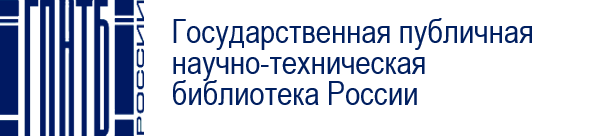 ГПНТБ
РОССИИ
Государственная публичная
научно-техническая
библиотека России